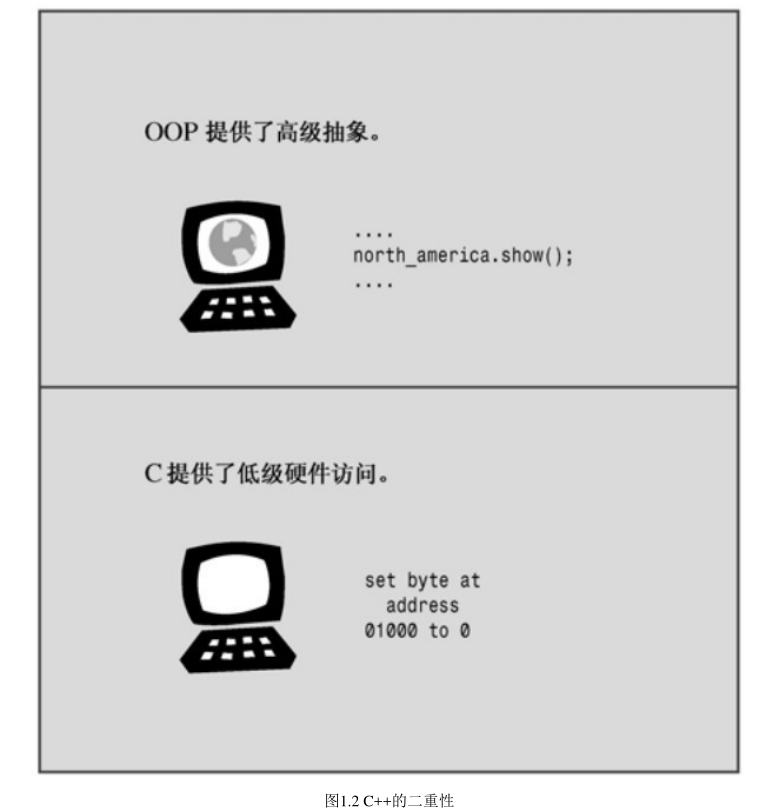 OOP 提供了高级抽象。
....
north_america.show();
....
C 提供了低级硬件访问。
set byte at
address
01000 to 0
图1.2 C++的二重性